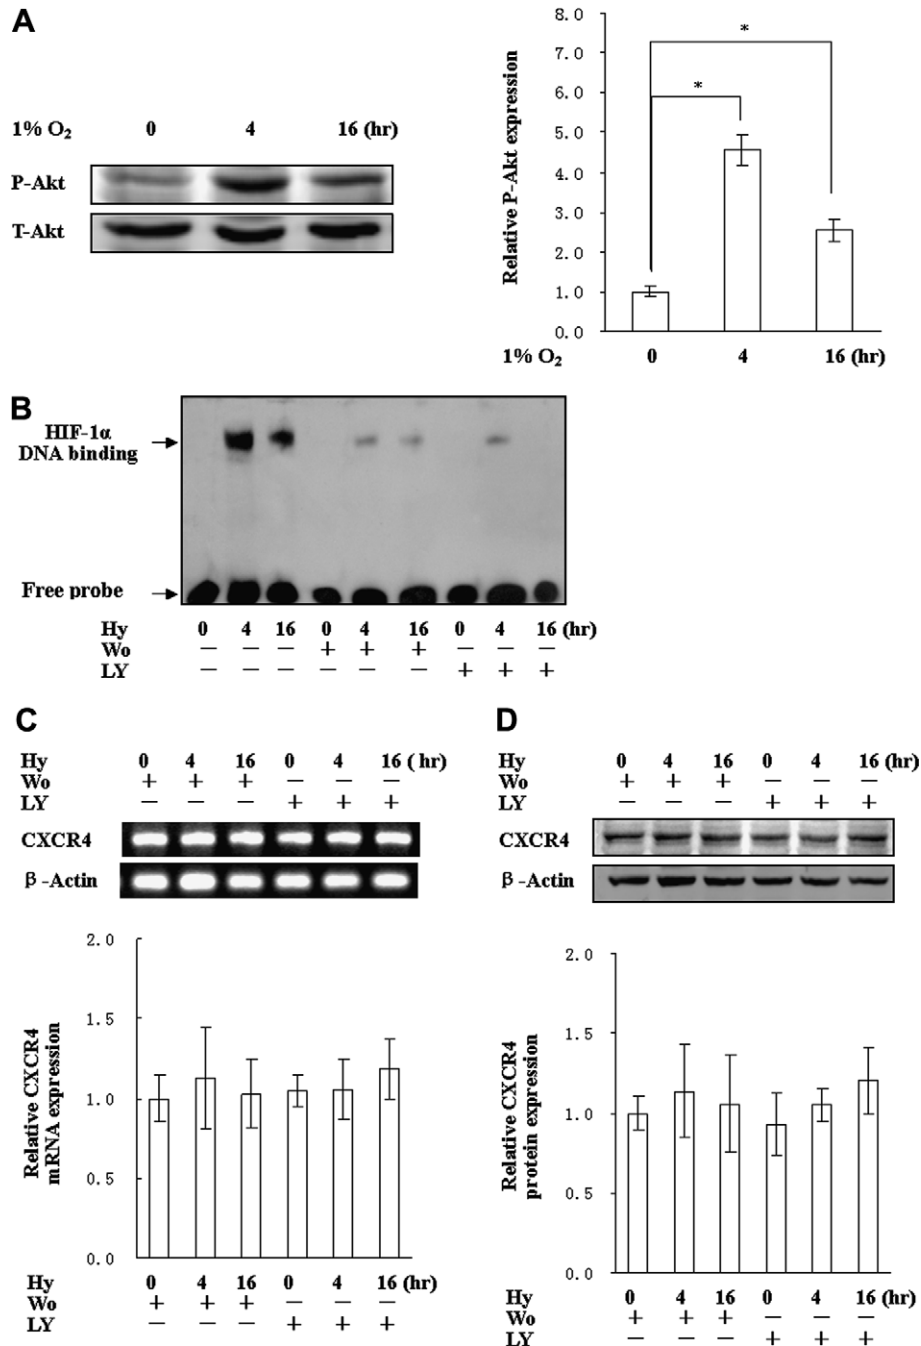 A
1% O2 0 4 16 (hr)
P-Akt
T-Akt
Relative P-Akt expression
8.0
7.0
6.0
5.0
4.0
3.0
2.0
1.0
0.0
*
*
1% O2 0 4 16 (hr)
B
HIF-1α
DNA binding
Free probe
Hy 0 4 16 0 4 16 0 4 16 (hr)
Wo − − − + + + − − −
LY − − − − − − + + +
C
Hy 0 4 16 0 4 16 ( hr)
Wo + + + − − −
LY − − − + + +
CXCR4
β-Actin
Relative CXCR4
mRNA expression
2.0
1.5
1.0
0.5
0.0
Hy 0 4 16 0 4 16 (hr)
Wo + + + − − −
LY − − − + + +
D
Hy 0 4 16 0 4 16 (hr)
Wo + + + − − −
LY − − − + + +
CXCR4
β-Actin
Relative CXCR4
protein expression
2.0
1.5
1.0
0.5
0.0
Hy 0 4 16 0 4 16 (hr)
Wo + + + − − −
LY − − − + + +